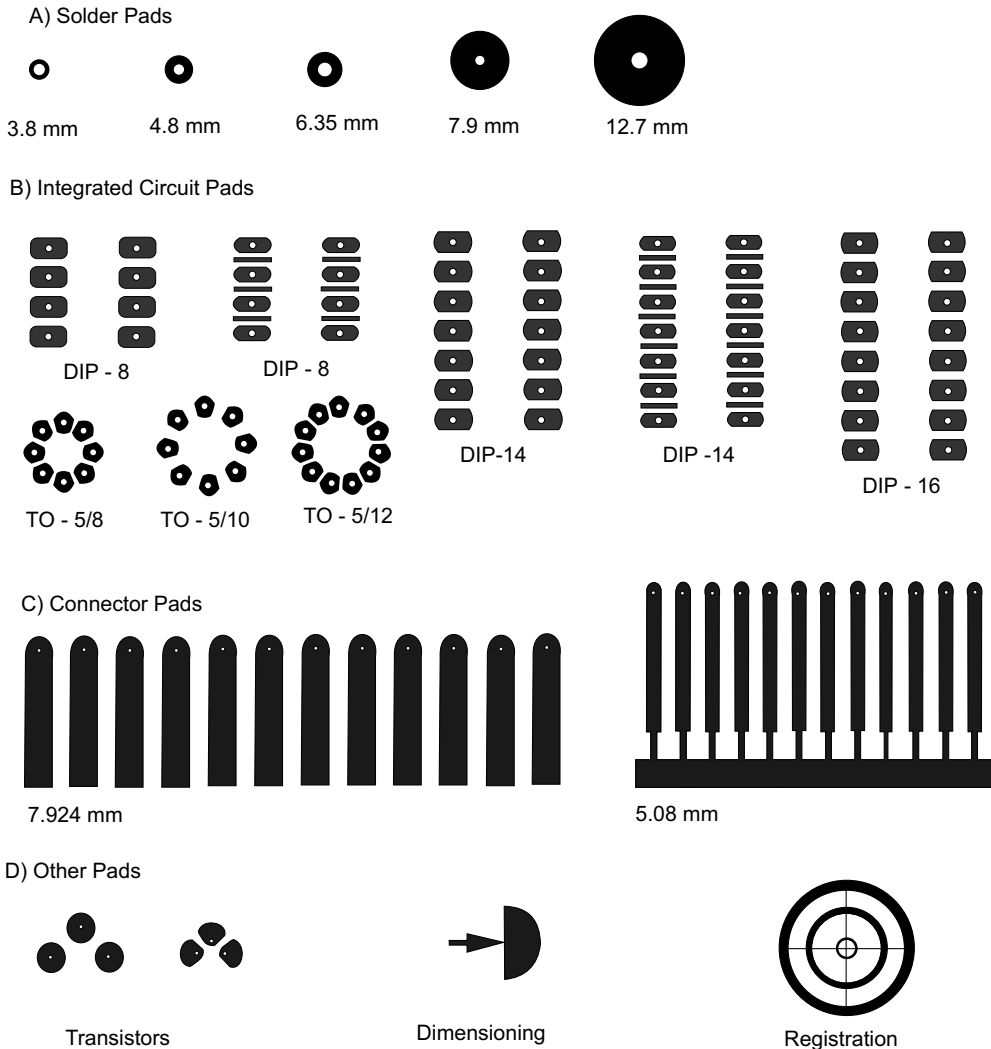 A) Solder Pads
3.8 mm
4.8 mm
6.35 mm
7.9 mm
12.7 mm
B) Integrated Circuit Pads
DIP - 8
DIP - 8
DIP-14
DIP -14
DIP - 16
TO - 5/8
TO - 5/10
TO - 5/12
C) Connector Pads
7.924 mm
5.08 mm
D) Other Pads
Transistors
Dimensioning
Registration